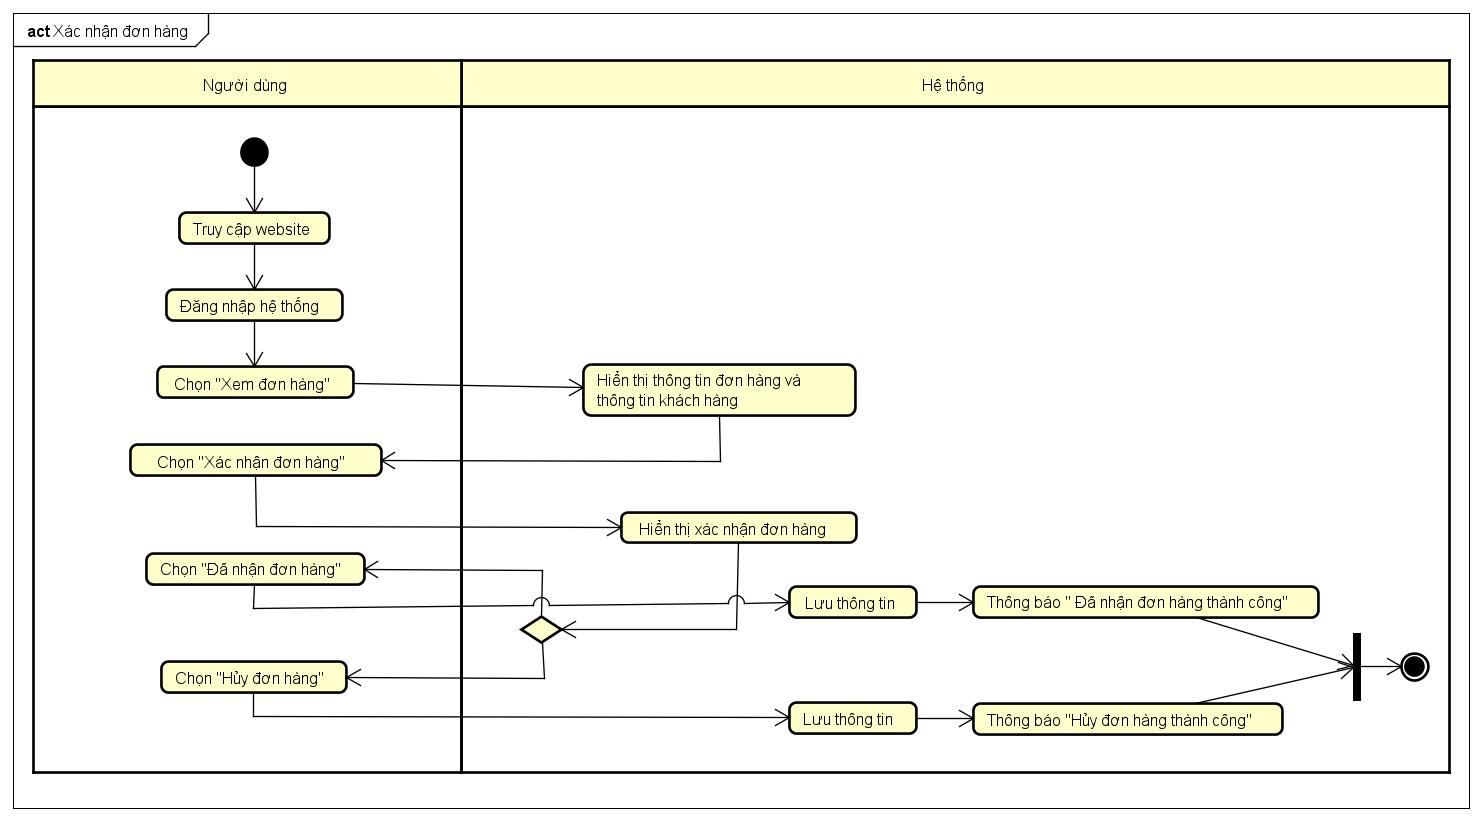 act Xác nhận đơn hàng
Người dùng
Hệ thống
Truy cập website
Đăng nhập hệ thống
Chọn "Xem đơn hàng"
Hiển thị thông tin đơn hàng và
thông tin khách hàng
Chọn "Xác nhận đơn hàng"
Hiển thị xác nhận đơn hàng
Chọn "Đã nhận đơn hàng"
Lưu thông tin
Thông báo " Đã nhận đơn hàng thành công"
Chọn "Hủy đơn hàng"
Lưu thông tin
Thông báo "Hủy đơn hàng thành công"